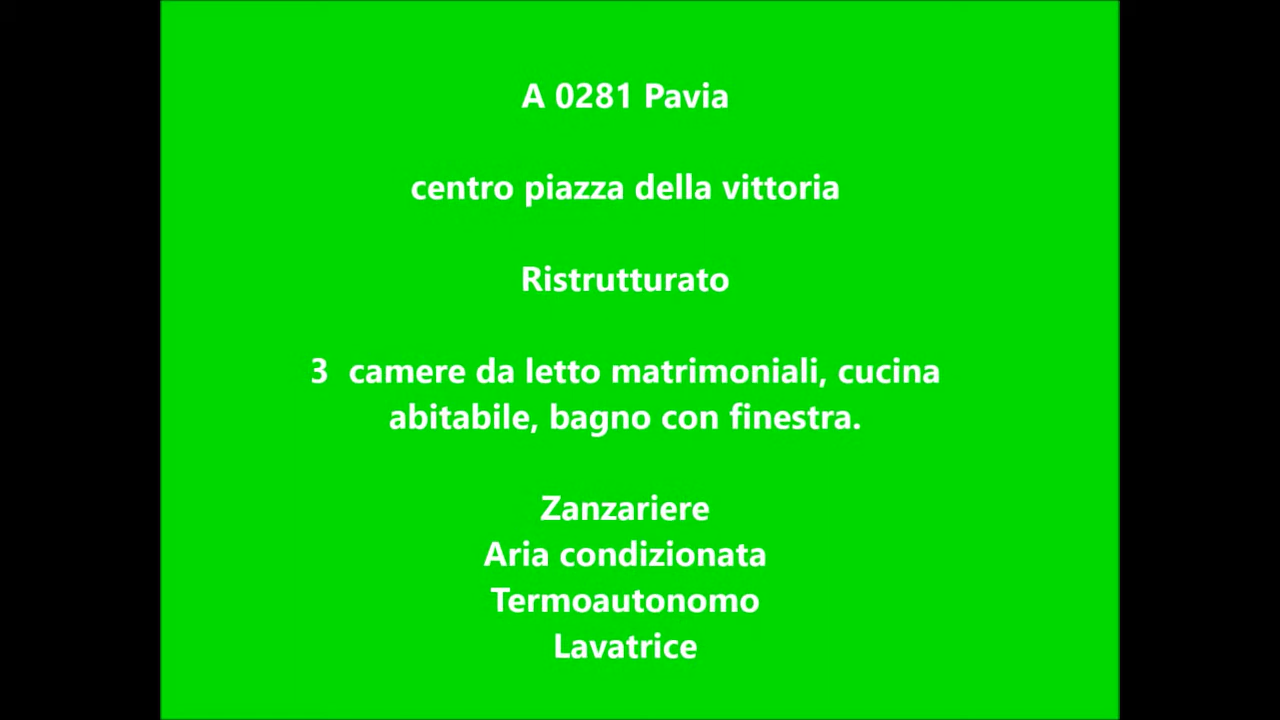 A 0281 Pavia
centro piazza della vittoria
Ristrutturato
3  camere da letto matrimoniali, cucina
abitabile, bagno con finestra.
Zanzariere
Aria condizionata
Termoautonomo
Lavatrice